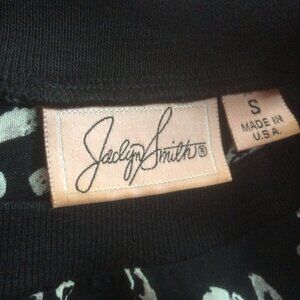 Jaclyn Smith®
S
MADE IN
U.S.A.